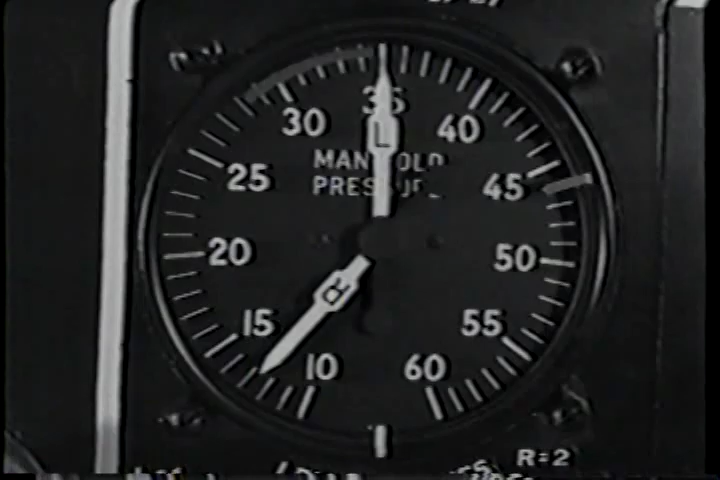 35
30 L 40
MANIFOLD
PRESSURE
25 45
20 50
R
15 55
10 60
R=2